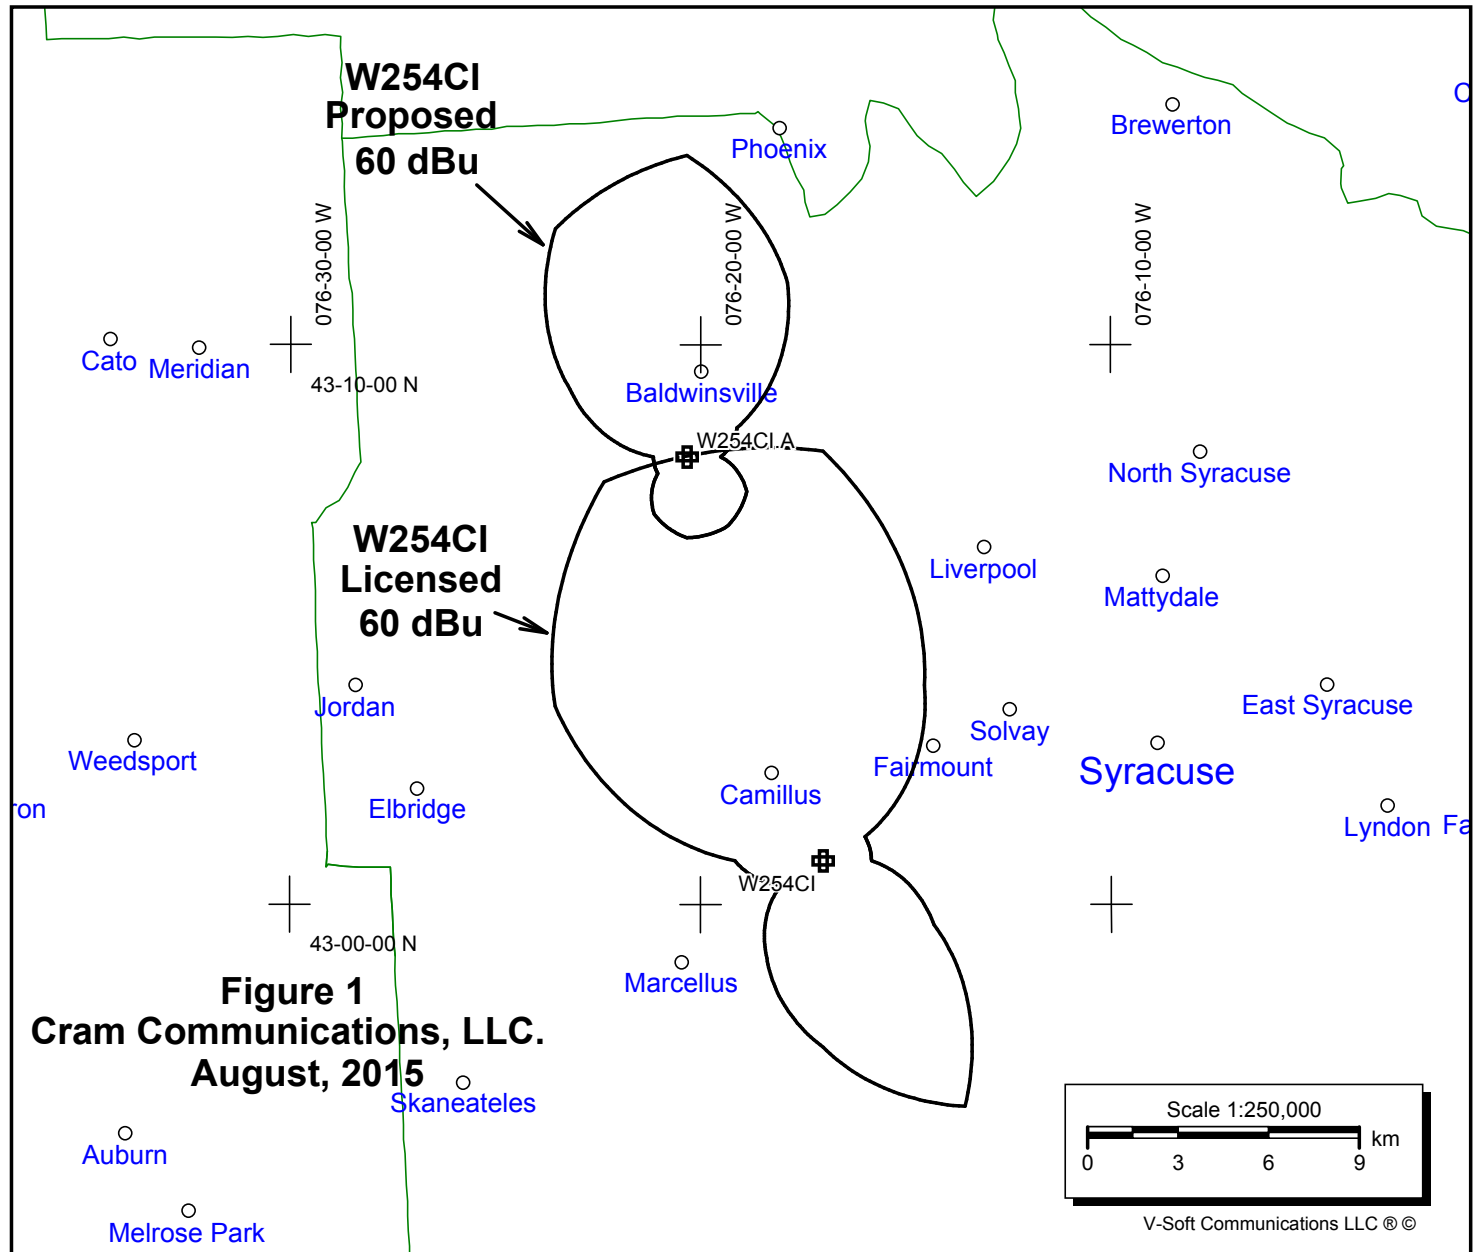 W254CI
Proposed
60 dBu
Phoenix
Brewerton
076-30-00 W
076-20-00 W
076-10-00 W
Cato
Meridian
43-10-00 N
Baldwinsville
W254CI.A
North Syracuse
W254CI
Licensed
60 dBu
Liverpool
Mattydale
Jordan
East Syracuse
Solvay
Weedsport
Fairmount
Syracuse
Camillus
Elbridge
ron
Lyndon
Fa
W254CI
43-00-00 N
Marcellus
Figure 1
Cram Communications, LLC.
August, 2015
Skaneateles
Scale 1:250,000
km
0 3 6 9
Auburn
Melrose Park
V-Soft Communications LLC ® ©